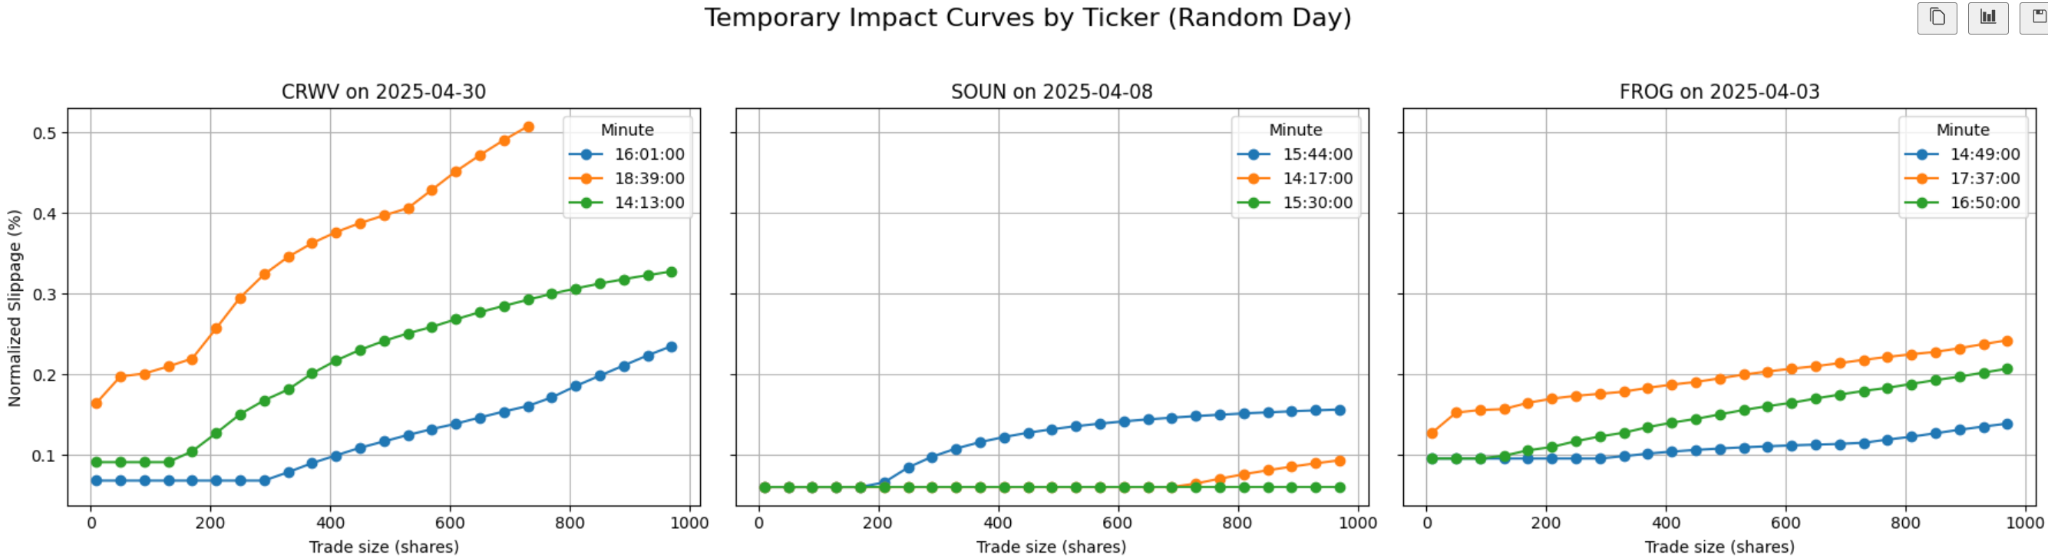 Temporary Impact Curves by Ticker (Random Day)
CRWV on 2025-04-30
SOUN on 2025-04-08
FROG on 2025-04-03
Normalized Slippage (%)
0.5
0.4
0.3
0.2
0.1
Minute
16:01:00
18:39:00
14:13:00
0 200 400 600 800 1000
Trade size (shares)
Minute
15:44:00
14:17:00
15:30:00
0 200 400 600 800 1000
Trade size (shares)
Minute
14:49:00
17:37:00
16:50:00
0 200 400 600 800 1000
Trade size (shares)